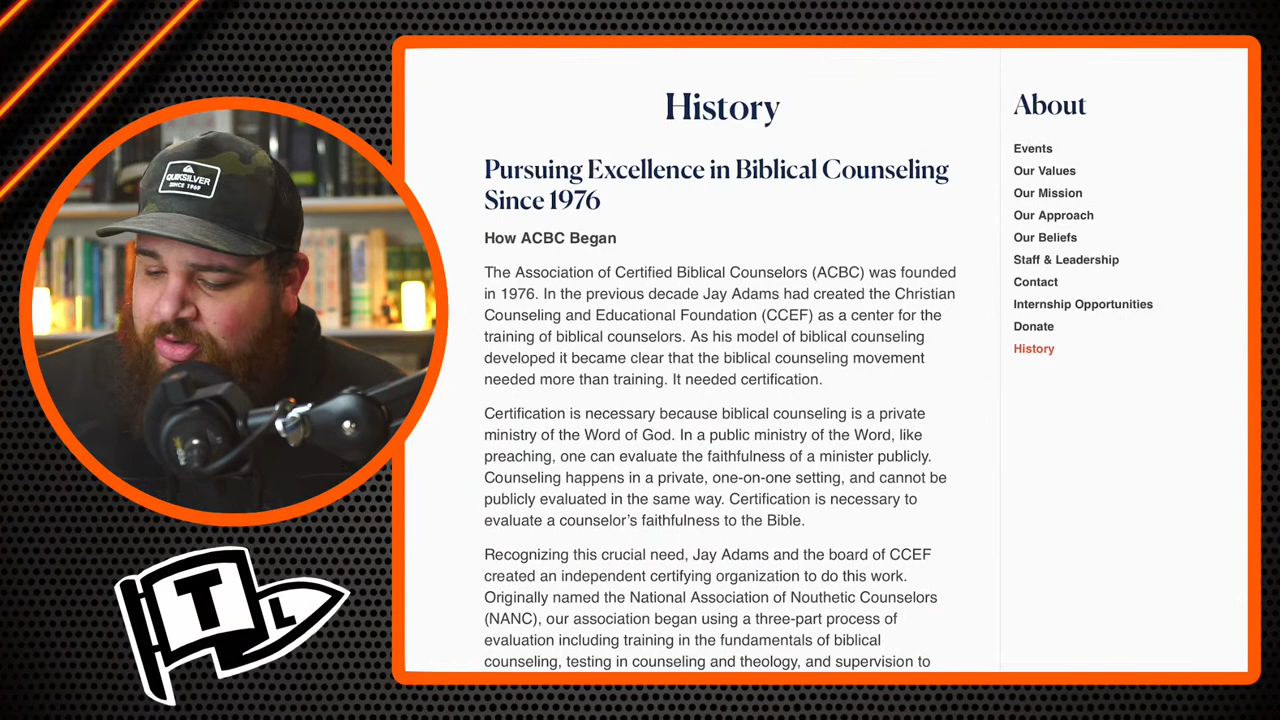 QUIKSILVER
SINCE 1969
T
L
History
Pursuing Excellence in Biblical Counseling
Since 1976
How ACBC Began
The Association of Certified Biblical Counselors (ACBC) was founded
in 1976. In the previous decade Jay Adams had created the Christian
Counseling and Educational Foundation (CCEF) as a center for the
training of biblical counselors. As his model of biblical counseling
developed it became clear that the biblical counseling movement
needed more than training. It needed certification.
Certification is necessary because biblical counseling is a private
ministry of the Word of God. In a public ministry of the Word, like
preaching, one can evaluate the faithfulness of a minister publicly.
Counseling happens in a private, one-on-one setting, and cannot be
publicly evaluated in the same way. Certification is necessary to
evaluate a counselor’s faithfulness to the Bible.
Recognizing this crucial need, Jay Adams and the board of CCEF
created an independent certifying organization to do this work.
Originally named the National Association of Nouthetic Counselors
(NANC), our association began using a three-part process of
evaluation including training in the fundamentals of biblical
counseling, testing in counseling and theology, and supervision to
About
Events
Our Values
Our Mission
Our Approach
Our Beliefs
Staff & Leadership
Contact
Internship Opportunities
Donate
History